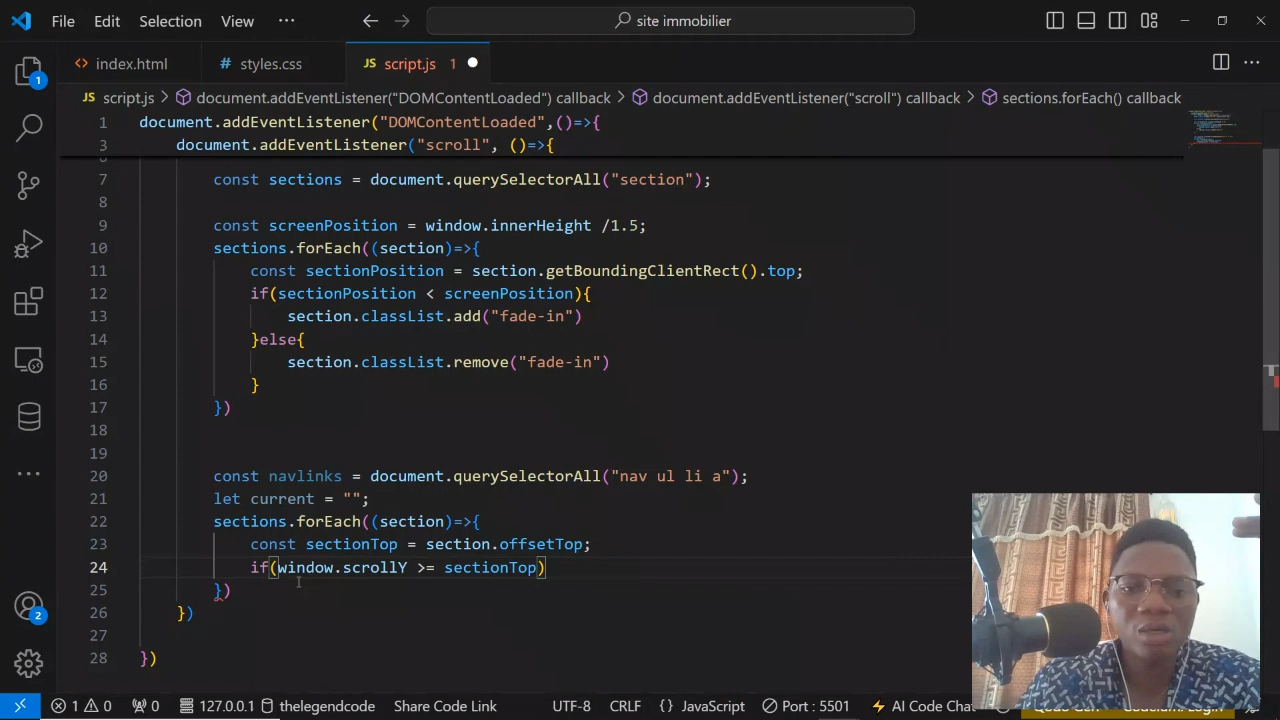 File Edit Selection View ··· site immobilier
index.html styles.css JS script.js 1
JS script.js > document.addEventListener("DOMContentLoaded") callback > document.addEventListener("scroll") callback > sections.forEach() callback
1 document.addEventListener("DOMContentLoaded",()=>{
3 document.addEventListener("scroll", ()=>{
7 const sections = document.querySelectorAll("section");
8
9 const screenPosition = window.innerHeight /1.5;
10 sections.forEach((section)=>{
11 const sectionPosition = section.getBoundingClientRect().top;
12 if(sectionPosition < screenPosition){
13 section.classList.add("fade-in")
14 }else{
15 section.classList.remove("fade-in")
16 }
17 })
18
19
20 const navlinks = document.querySelectorAll("nav ul li a");
21 let current = "";
22 sections.forEach((section)=>{
23 const sectionTop = section.offsetTop;
24 if(window.scrollY >= sectionTop)
25 })
26 })
27
28 })
1
2
1 0 0 127.0.0.1 thelegendcode Share Code Link UTF-8 CRLF {} JavaScript Port : 5501 AI Code Chat